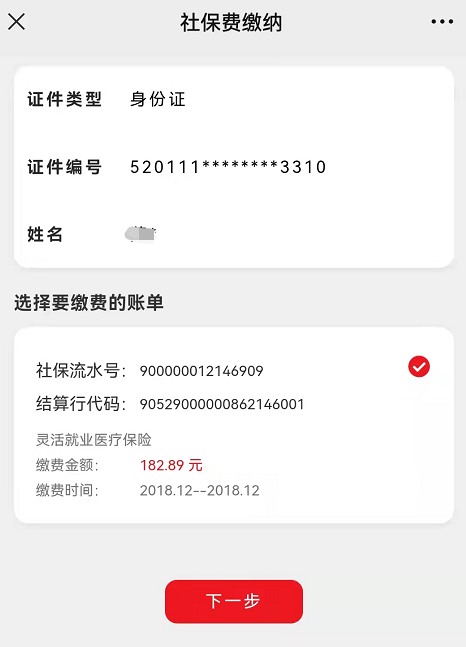 社保费缴纳
证件类型 身份证
证件编号 520111********3310
姓名
选择要缴费的账单
社保流水号： 900000012146909
结算行代码： 90529000000862146001
灵活就业医疗保险
缴费金额： 182.89 元
缴费时间： 2018.12--2018.12
下一步